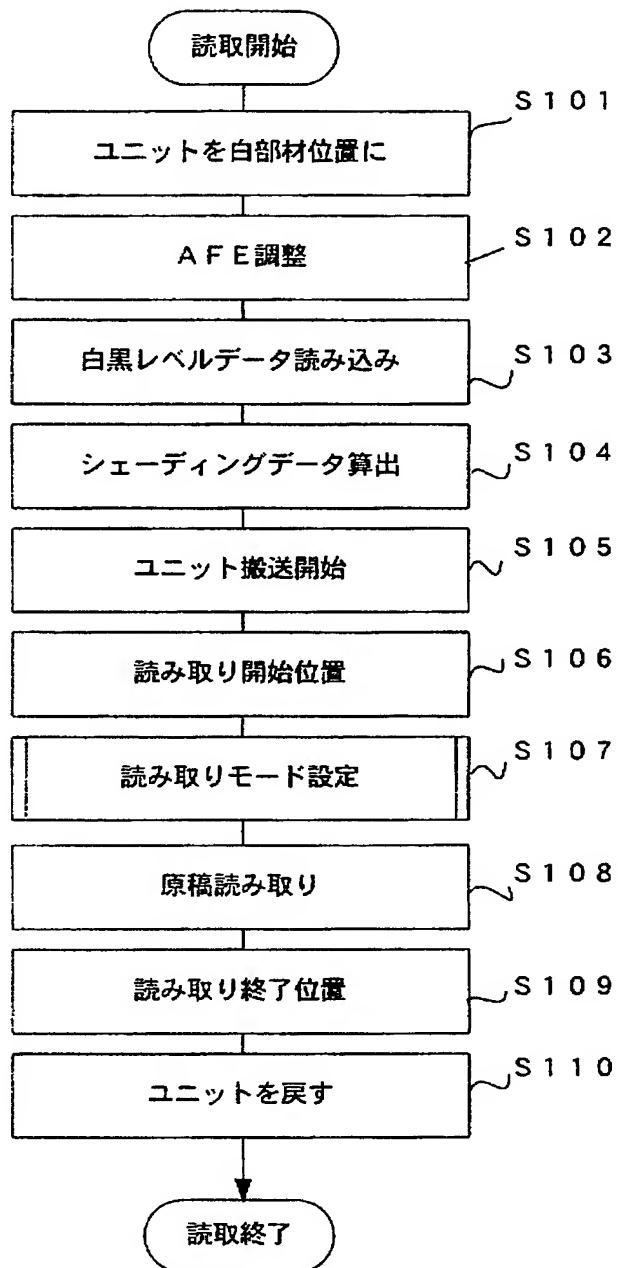 読取開始
S101
ユニットを白部材位置に
S102
AFE調整
S103
白黒レベルデータ読み込み
S104
シェーディングデータ算出
S105
ユニット搬送開始
S106
読み取り開始位置
S107
読み取りモード設定
S108
原稿読み取り
S109
読み取り終了位置
S110
ユニットを戻す
読取終了